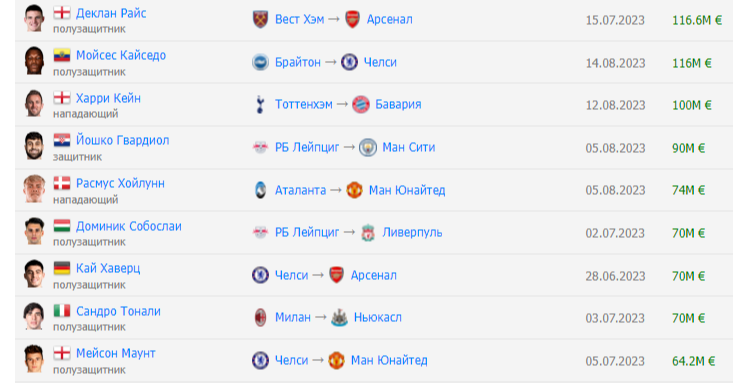 Деклан Райс
полузащитник
Вест Хэм → Арсенал 15.07.2023 116.6M €
Мойсес Кайседо
полузащитник
Брайтон → Челси 14.08.2023 116M €
Харри Кейн
нападающий
Тоттенхэм → Бавария 12.08.2023 100M €
Йошко Гвардиол
защитник
РБ Лейпциг → Ман Сити 05.08.2023 90M €
Расмус Хойлунн
нападающий
Аталанта → Ман Юнайтед 05.08.2023 74M €
Доминик Собослаи
полузащитник
РБ Лейпциг → Ливерпуль 02.07.2023 70M €
Кай Хаверц
полузащитник
Челси → Арсенал 28.06.2023 70M €
Сандро Тонали
полузащитник
Милан → Ньюкасл 03.07.2023 70M €
Мейсон Маунт
полузащитник
Челси → Ман Юнайтед 05.07.2023 64.2M €